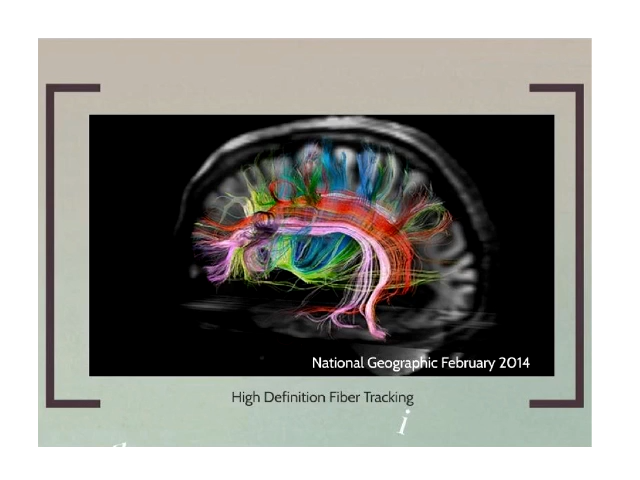 National Geographic February 2014
High Definition Fiber Tracking
i